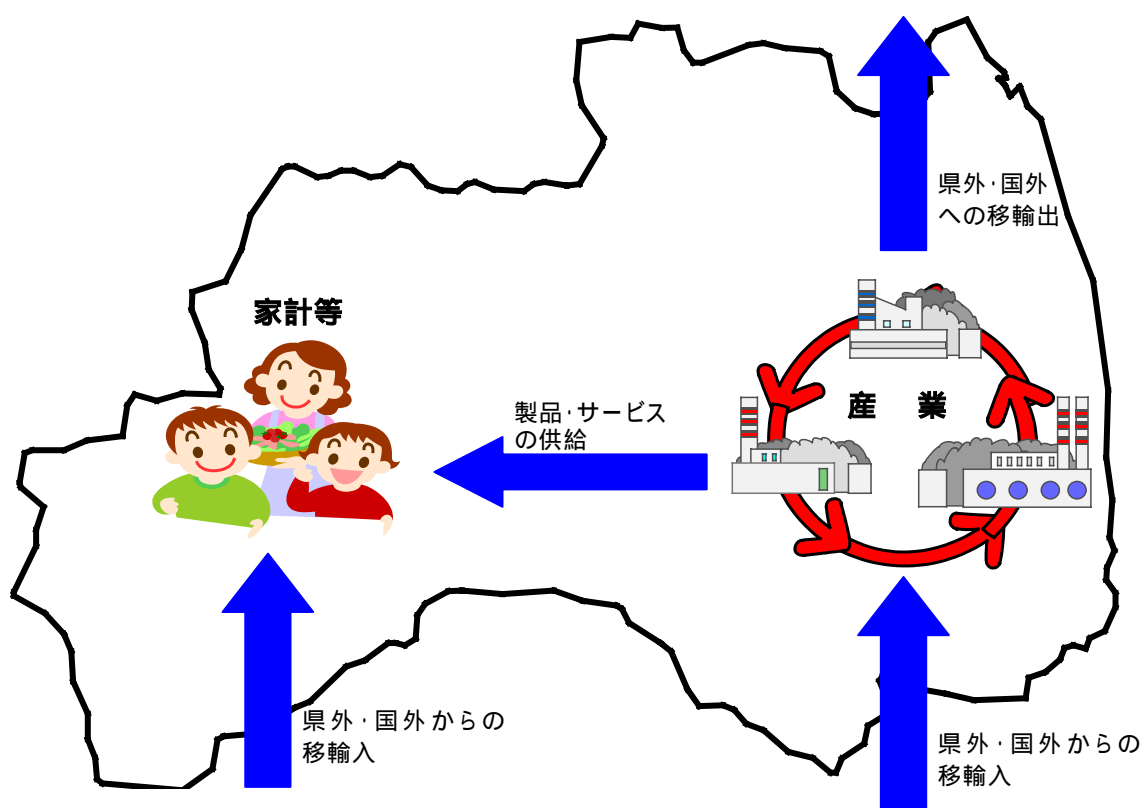 県外・国外
への移輸出
家計等
産 業
製品・サービス
の供給
県外・国外からの
移輸入
県外・国外からの
移輸入